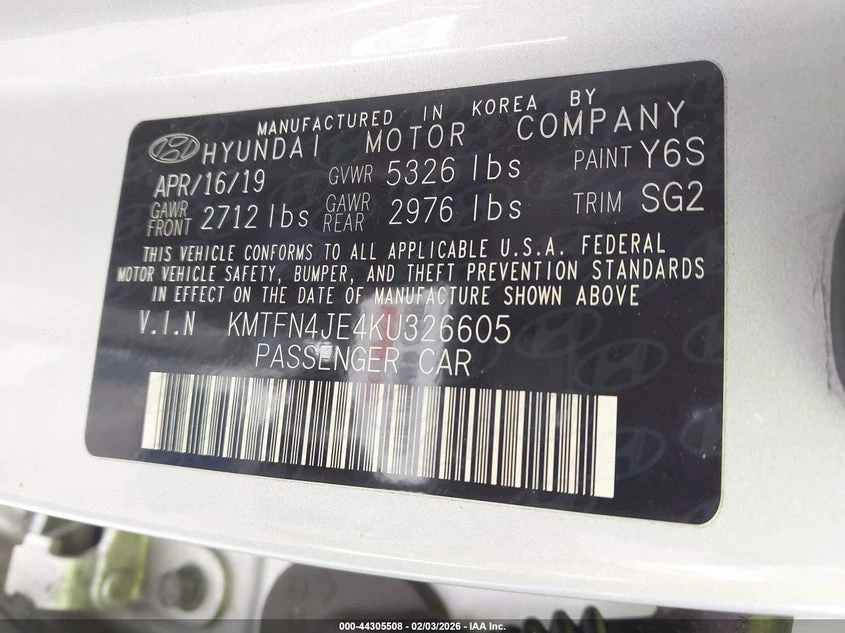 MANUFACTURED IN KOREA BY
HYUNDAI MOTOR COMPANY
APR/16/19 GVWR 5326 lbs PAINT Y6S
GAWR FRONT 2712 lbs GAWR REAR 2976 lbs TRIM SG2
THIS VEHICLE CONFORMS TO ALL APPLICABLE U.S.A. FEDERAL
MOTOR VEHICLE SAFETY, BUMPER, AND THEFT PREVENTION STANDARDS
IN EFFECT ON THE DATE OF MANUFACTURE SHOWN ABOVE
V.I.N KMTFN4JE4KU326605
PASSENGER CAR
000-44305508 - 02/03/2026 - IAA Inc.